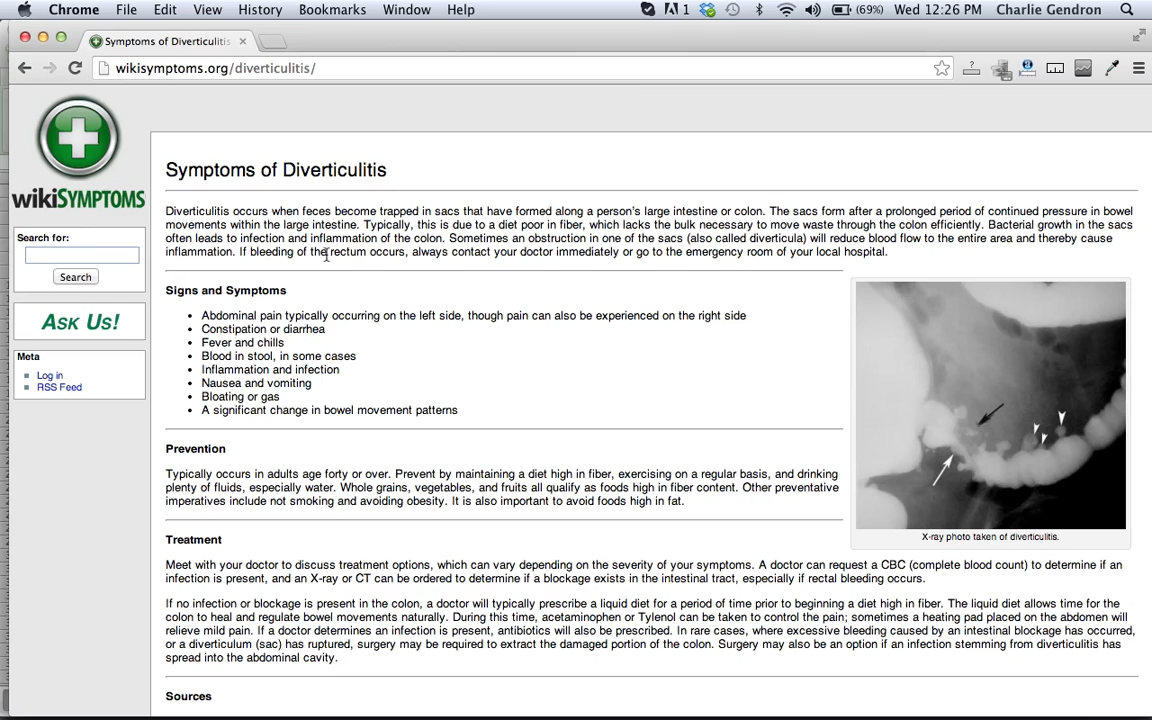 Chrome File Edit View History Bookmarks Window Help 1 (69%) Wed 12:26 PM Charlie Gendron
Symptoms of Diverticulitis
wikisymptoms.org/diverticulitis/
wikiSYMPTOMS
Search for:
Search
Ask Us!
Meta
Log in
RSS Feed
Symptoms of Diverticulitis
Diverticulitis occurs when feces become trapped in sacs that have formed along a person's large intestine or colon. The sacs form after a prolonged period of continued pressure in bowel
movements within the large intestine. Typically, this is due to a diet poor in fiber, which lacks the bulk necessary to move waste through the colon efficiently. Bacterial growth in the sacs
often leads to infection and inflammation of the colon. Sometimes an obstruction in one of the sacs (also called diverticula) will reduce blood flow to the entire area and thereby cause
inflammation. If bleeding of the rectum occurs, always contact your doctor immediately or go to the emergency room of your local hospital.
Signs and Symptoms
• Abdominal pain typically occurring on the left side, though pain can also be experienced on the right side
• Constipation or diarrhea
• Fever and chills
• Blood in stool, in some cases
• Inflammation and infection
• Nausea and vomiting
• Bloating or gas
• A significant change in bowel movement patterns
X-ray photo taken of diverticulitis.
Prevention
Typically occurs in adults age forty or over. Prevent by maintaining a diet high in fiber, exercising on a regular basis, and drinking
plenty of fluids, especially water. Whole grains, vegetables, and fruits all qualify as foods high in fiber content. Other preventative
imperatives include not smoking and avoiding obesity. It is also important to avoid foods high in fat.
Treatment
Meet with your doctor to discuss treatment options, which can vary depending on the severity of your symptoms. A doctor can request a CBC (complete blood count) to determine if an
infection is present, and an X-ray or CT can be ordered to determine if a blockage exists in the intestinal tract, especially if rectal bleeding occurs.
If no infection or blockage is present in the colon, a doctor will typically prescribe a liquid diet for a period of time prior to beginning a diet high in fiber. The liquid diet allows time for the
colon to heal and regulate bowel movements naturally. During this time, acetaminophen or Tylenol can be taken to control the pain; sometimes a heating pad placed on the abdomen will
relieve mild pain. If a doctor determines an infection is present, antibiotics will also be prescribed. In rare cases, where excessive bleeding caused by an intestinal blockage has occurred,
or a diverticulum (sac) has ruptured, surgery may be required to extract the damaged portion of the colon. Surgery may also be an option if an infection stemming from diverticulitis has
spread into the abdominal cavity.
Sources